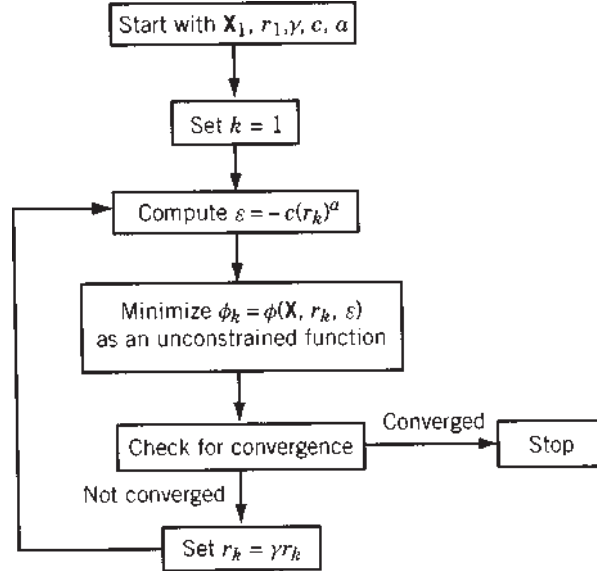 Start with X₁, r₁,γ, c, a
Set k = 1
Compute ε = – c(rₖ)ᵃ
Minimize ϕₖ = ϕ(X, rₖ, ε)
as an unconstrained function
Converged
Check for convergence
Stop
Not converged
Set rₖ = γrₖ